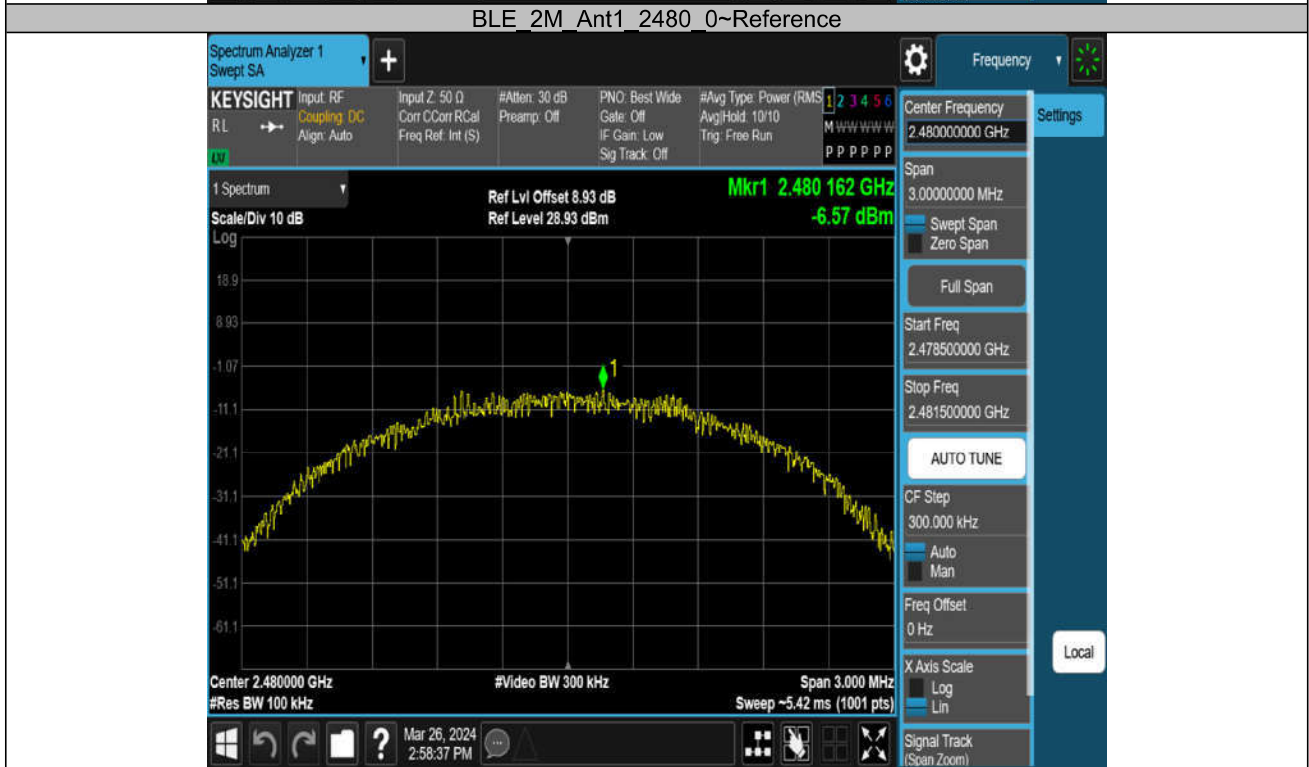 BLE_2M_Ant1_2480_0~Reference
Spectrum Analyzer 1
Swept SA
+
Frequency
KEYSIGHT
RL
Input: RF
Coupling: DC
Align: Auto
Input Z: 50 Ω
Corr CCorr RCal
Freq Ref: Int (S)
#Atten: 30 dB
Preamp: Off
PNO: Best Wide
Gate: Off
IF Gain: Low
Sig Track: Off
#Avg Type: Power (RMS
Avg|Hold: 10/10
Trig: Free Run
1 2 3 4 5 6
M W W W W W
P P P P P P
Center Frequency
2.480000000 GHz
Settings
Span
3.00000000 MHz
Swept Span
Zero Span
Full Span
Start Freq
2.478500000 GHz
Stop Freq
2.481500000 GHz
AUTO TUNE
CF Step
300.000 kHz
Auto
Man
Freq Offset
0 Hz
X Axis Scale
Log
Lin
Signal Track
(Span Zoom)
Local
1 Spectrum
Scale/Div 10 dB
Log
Ref Lvl Offset 8.93 dB
Ref Level 28.93 dBm
Mkr1 2.480 162 GHz
-6.57 dBm
18.9
8.93
-1.07
-11.1
-21.1
-31.1
-41.1
-51.1
-61.1
1
Center 2.480000 GHz
#Video BW 300 kHz
Span 3.000 MHz
#Res BW 100 kHz
Sweep ~5.42 ms (1001 pts)
?
Mar 26, 2024
2:58:37 PM